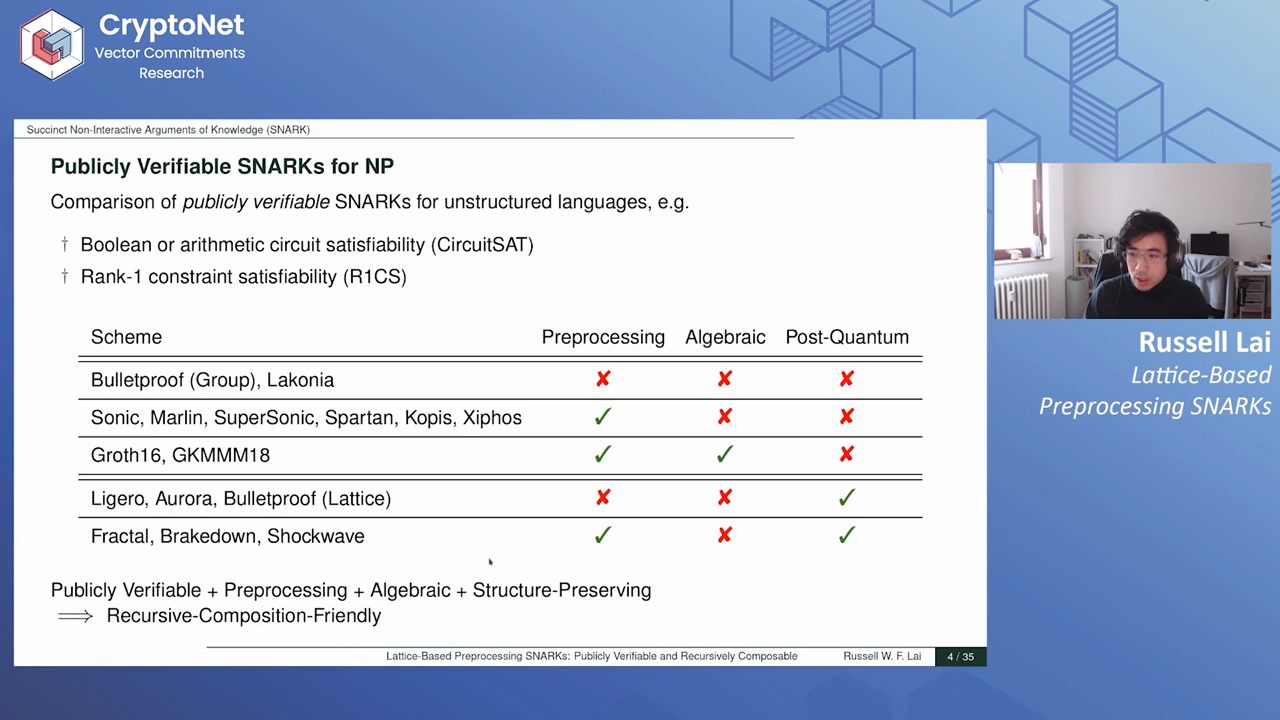 CryptoNet
Vector Commitments
Research
Succinct Non-Interactive Arguments of Knowledge (SNARK)
Publicly Verifiable SNARKs for NP
Comparison of publicly verifiable SNARKs for unstructured languages, e.g.
† Boolean or arithmetic circuit satisfiability (CircuitSAT)
† Rank-1 constraint satisfiability (R1CS)
Scheme Preprocessing Algebraic Post-Quantum
Bulletproof (Group), Lakonia ✘ ✘ ✘
Sonic, Marlin, SuperSonic, Spartan, Kopis, Xiphos ✓ ✘ ✘
Groth16, GKMMM18 ✓ ✓ ✘
Ligero, Aurora, Bulletproof (Lattice) ✘ ✘ ✓
Fractal, Brakedown, Shockwave ✓ ✘ ✓
Publicly Verifiable + Preprocessing + Algebraic + Structure-Preserving
⟹ Recursive-Composition-Friendly
Lattice-Based Preprocessing SNARKs: Publicly Verifiable and Recursively Composable Russell W. F. Lai 4 / 35
Russell Lai
Lattice-Based
Preprocessing SNARKs